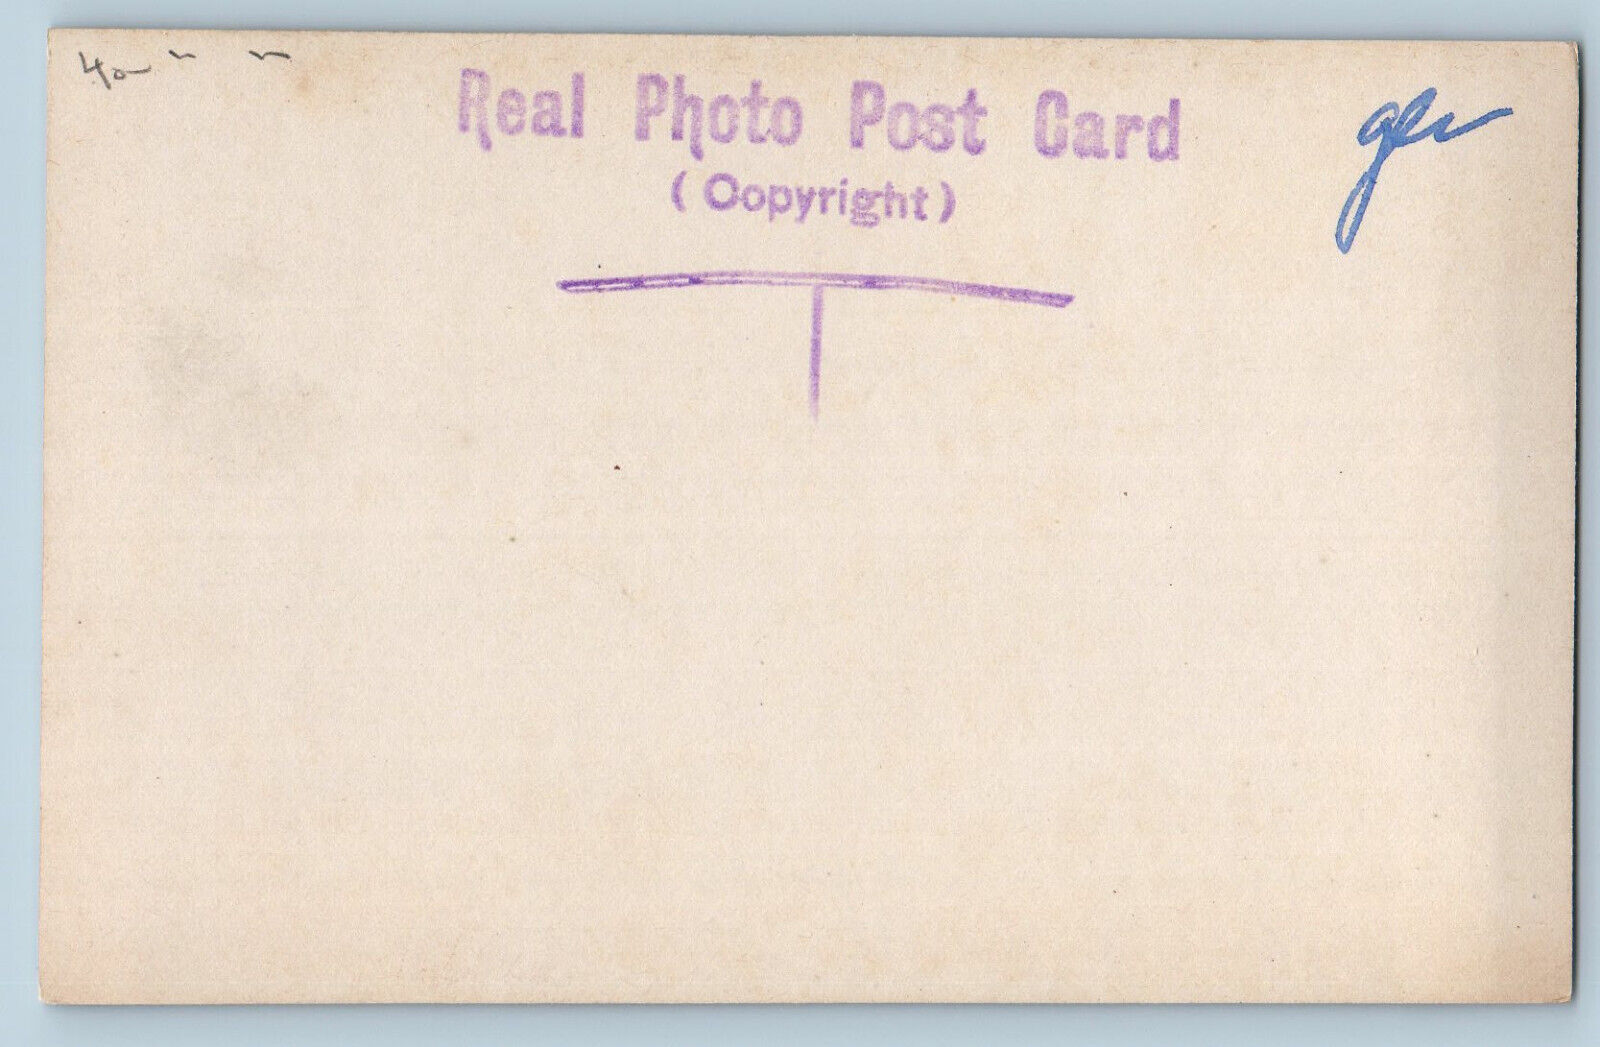 Real Photo Post Card
(Copyright)